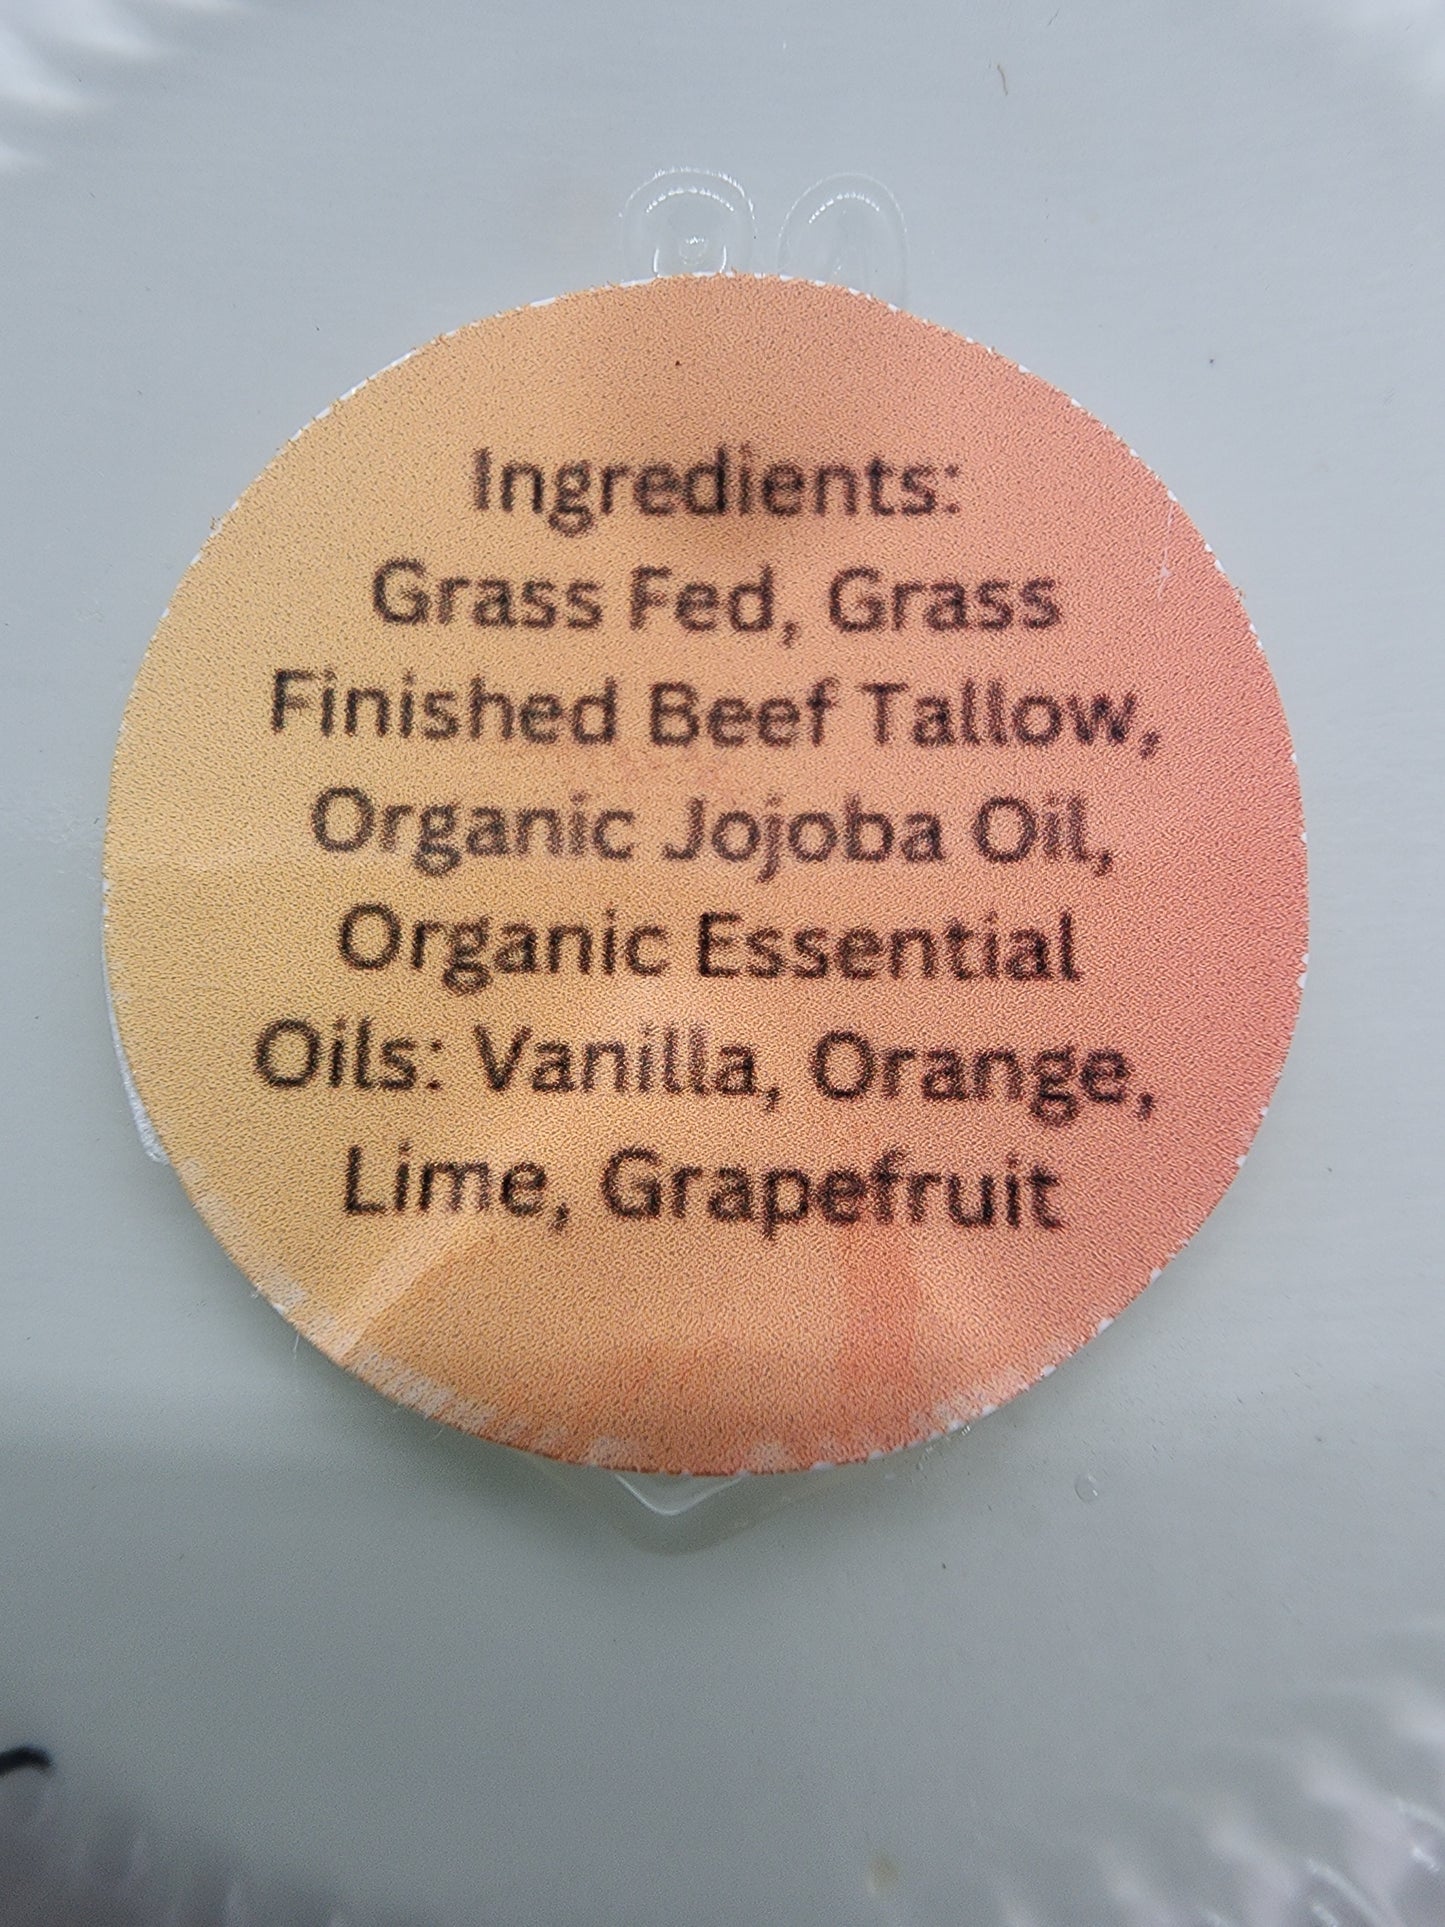 Ingredients:
Grass Fed, Grass
Finished Beef Tallow,
Organic Jojoba Oil,
Organic Essential
Oils: Vanilla, Orange,
Lime, Grapefruit